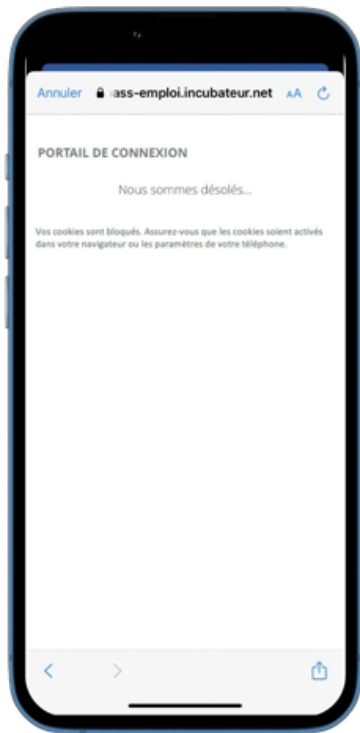 Annuler ass-emploi.incubateur.net AA
PORTAIL DE CONNEXION
Nous sommes désolés...
Vos cookies sont bloqués. Assurez-vous que les cookies soient activés
dans votre navigateur ou les paramètres de votre téléphone.